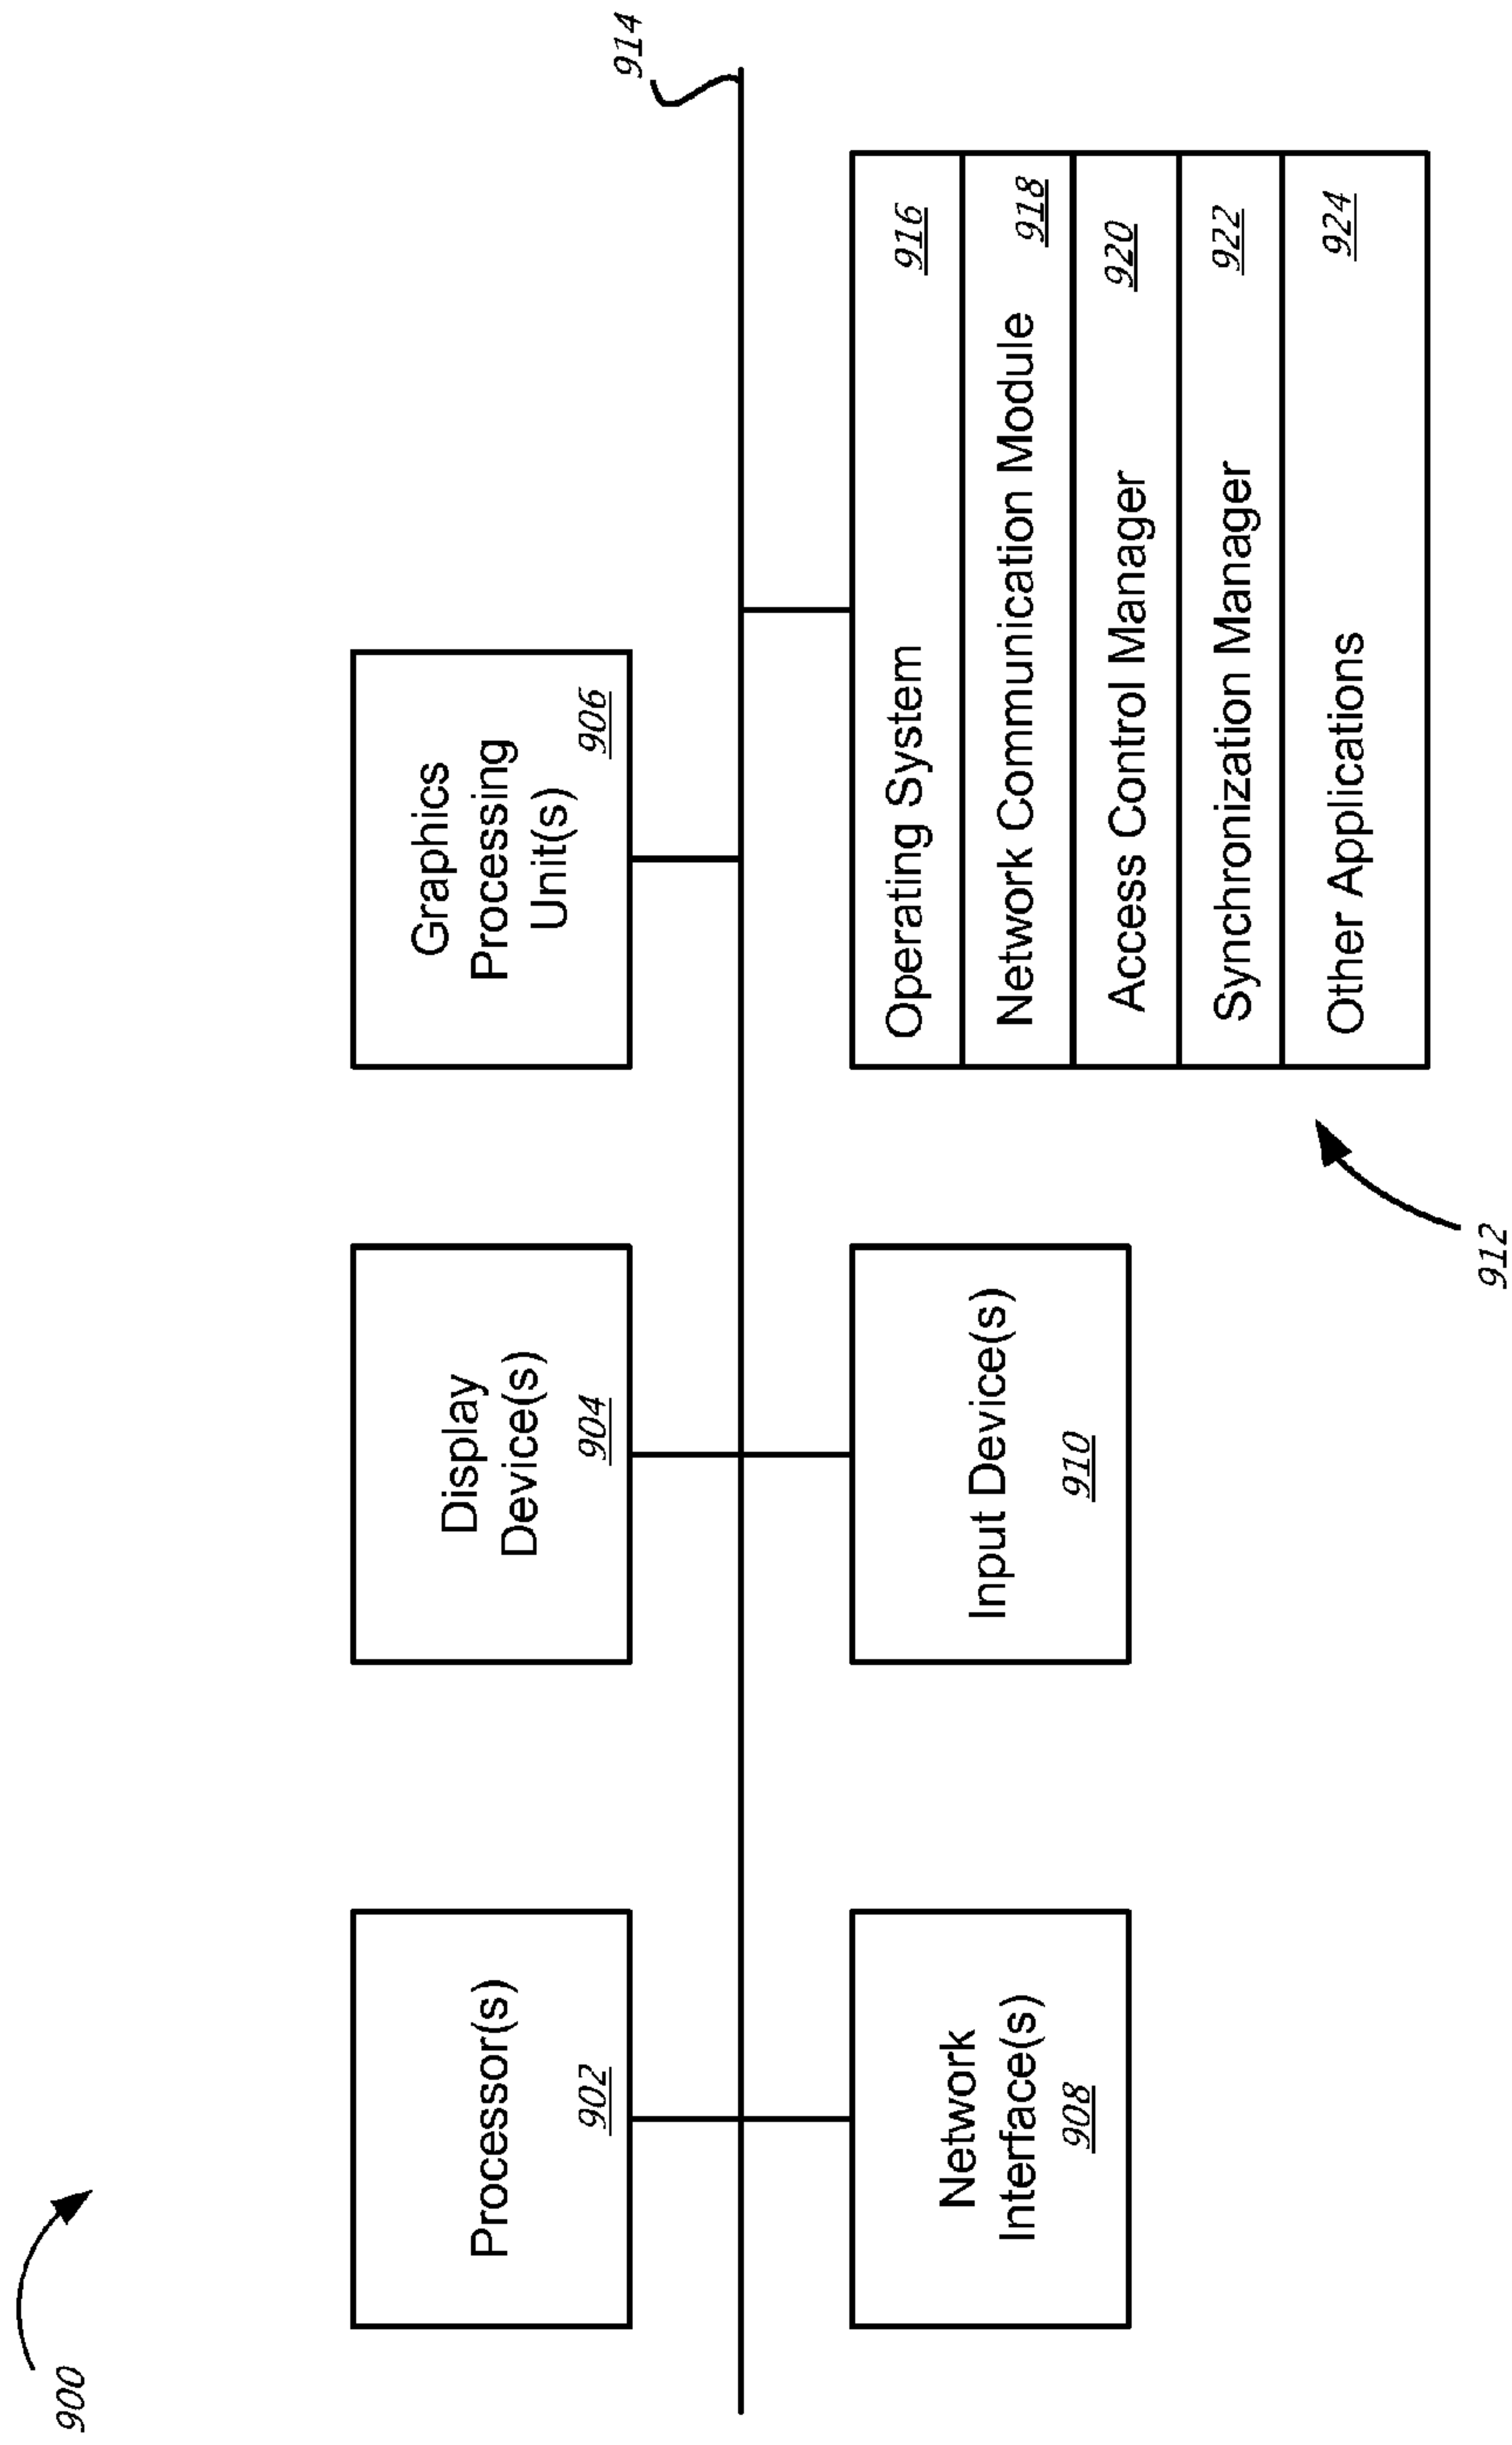 900
914
Processor(s)
902
Display
Device(s)
904
Graphics
Processing
Unit(s)
906
Network
Interface(s)
908
Input Device(s)
910
Operating System 916
Network Communication Module 918
Access Control Manager 920
Synchronization Manager 922
Other Applications 924
912